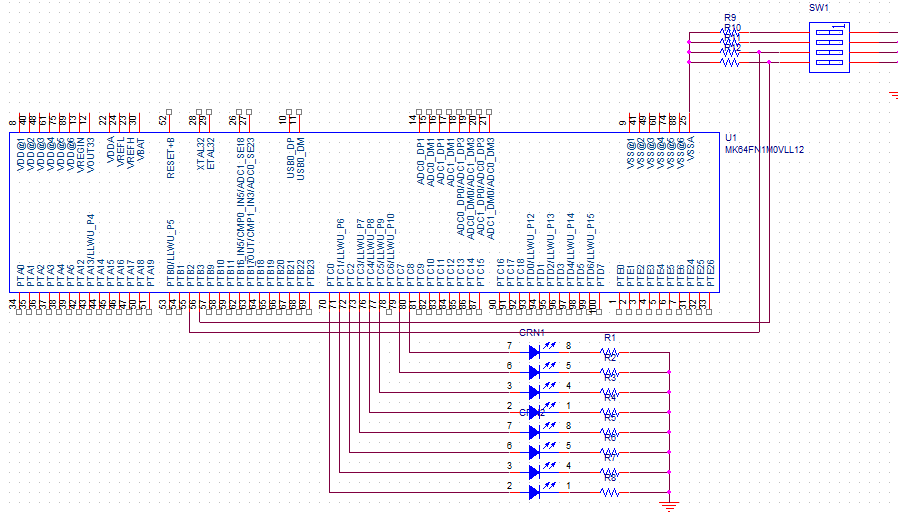 SW1
R9
R10
U1
MK64FN1M0VLL12
8 40 48 61 75 89 13 12 22 24 23 30 52 28 29 26 27 10 11 14 15 16 17 18 19 20 21 9 41 49 60 74 88 25
VDD@1
VDD@2
VDD@3
VDD@4
VDD@5
VDD@6
VREGIN
VOUT33
VDDA
VREFL
VREFH
VBAT
RESET+B
XTAL32
ETAL32
USB0_DP
USB0_DM
ADC0_DP1
ADC0_DM1
ADC1_DP1
ADC1_DM1
ADC0_DP0/ADC1_DP3
ADC0_DM0/ADC1_DM3
ADC1_DP0/ADC0_DP3
ADC1_DM0/ADC0_DM3
VSS@1
VSS@2
VSS@3
VSS@4
VSS@5
VSS@6
VSSA
PTA0
PTA1
PTA2
PTA3
PTA4
PTA5
PTA12
PTA13/LLWU_P4
PTA14
PTA15
PTA16
PTA17
PTA18
PTA19
PTB0/LLWU_P5
PTB1
PTB2
PTB3
PTB9
PTB10
PTB11
PTB18
PTB19
PTB20
PTB21
PTB22
PTB23
PTC0
PTC1/LLWU_P6
PTC2
PTC3/LLWU_P7
PTC4/LLWU_P8
PTC5/LLWU_P9
PTC6/LLWU_P10
PTC7
PTC8
PTC9
PTC10
PTC11
PTC12
PTC13
PTC14
PTC15
PTC16
PTC17
PTC18
PTD0/LLWU_P12
PTD1
PTD2/LLWU_P13
PTD3
PTD4/LLWU_P14
PTD5
PTD6/LLWU_P15
PTD7
PTE0
PTE1
PTE2
PTE3
PTE4
PTE5
PTE6
PTE24
PTE25
PTE26
34 35 36 37 38 39 42 43 44 45 46 47 50 51 53 54 55 56 57 58 59 62 63 64 65 66 67 68 69 70 71 72 73 76 77 78 79 80 81 82 83 84 85 86 87 90 91 92 93 94 95 96 97 98 99 100 1 2 3 4 5 6 7 31 32 33
GRN1
R1
7 8
R2
6 5
R3
3 4
R4
2 1
R5
7 8
R6
6 5
R7
3 4
R8
2 1